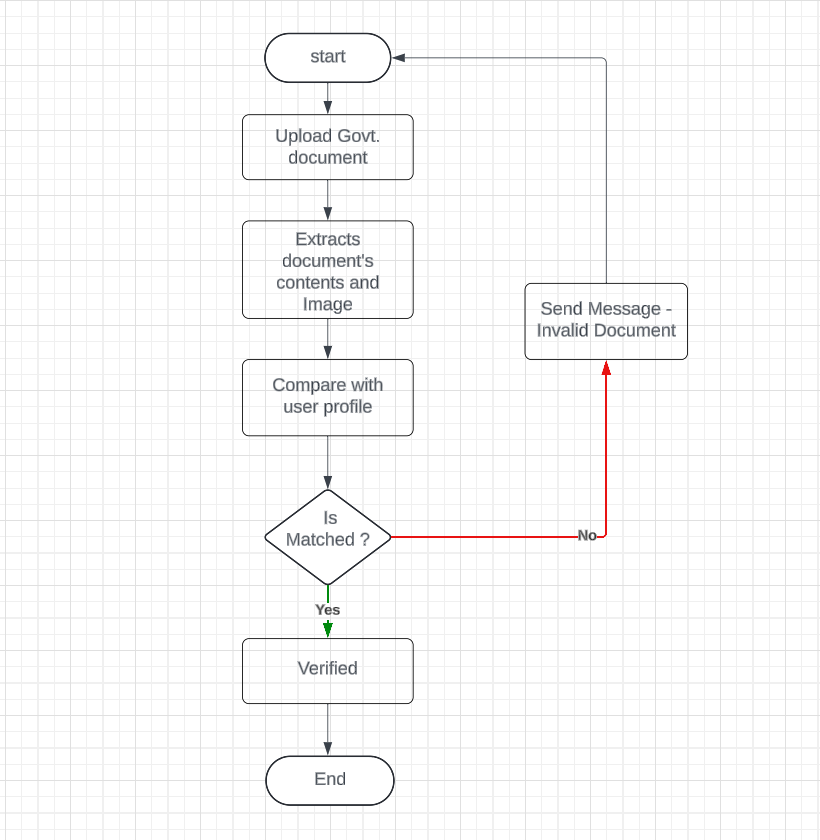 start
Upload Govt.
document
Extracts
document's
contents and
Image
Send Message -
Invalid Document
Compare with
user profile
Is
Matched ?
No
Yes
Verified
End